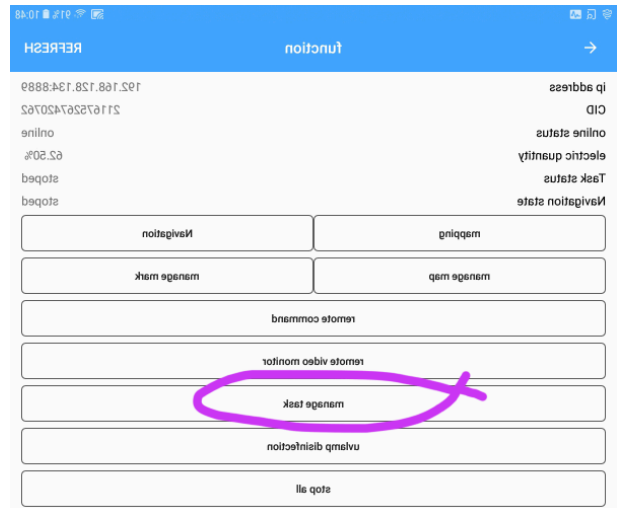 91% 10:48
← function REFRESH
ip address 192.168.128.134:8889
CID 211675267420762
online status online
electric quantity 62.50%
Task status stoped
Navigation state stoped
mapping Navigation
manage map manage mark
remote command
remote video monitor
manage task
uvlamp disinfection
stop all